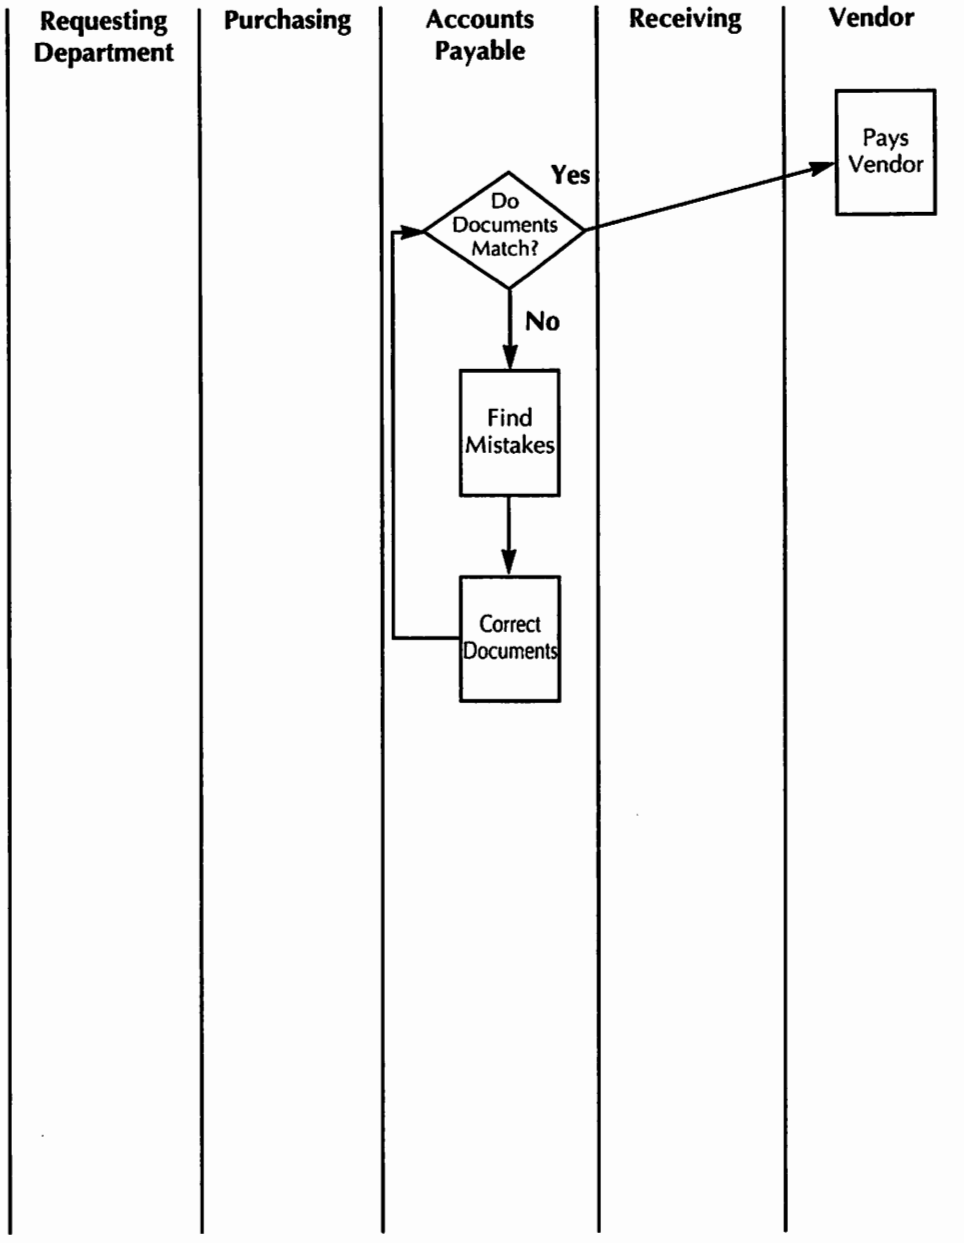 Requesting
Department
Purchasing
Accounts
Payable
Receiving
Vendor
Pays
Vendor
Yes
Do
Documents
Match?
No
Find
Mistakes
Correct
Documents